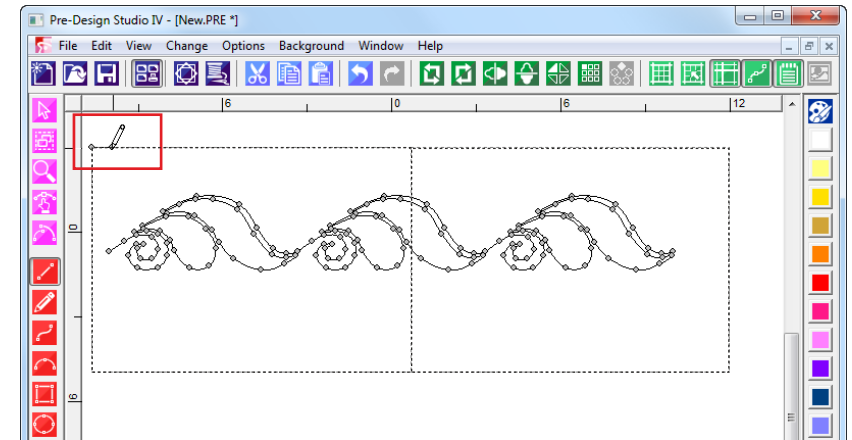 Pre-Design Studio IV - [New.PRE *]
File Edit View Change Options Background Window Help
6 0 6 12
0
6